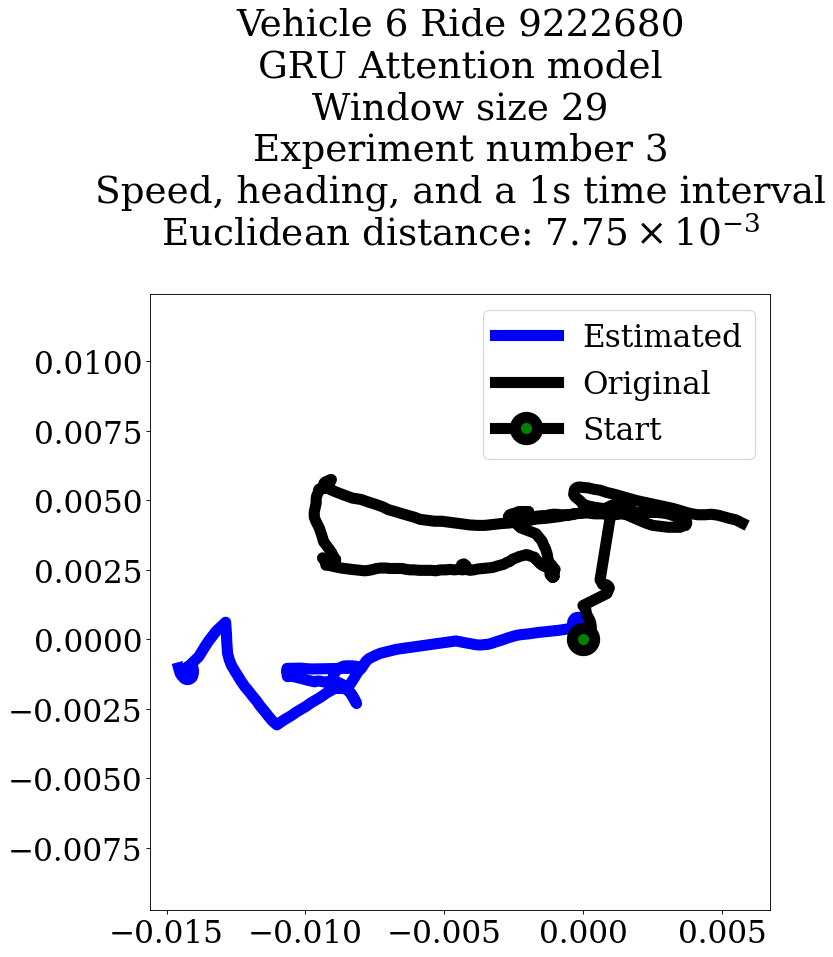 Vehicle 6 Ride 9222680
GRU Attention model
Window size 29
Experiment number 3
Speed, heading, and a 1s time interval
Euclidean distance: 7.75 × 10⁻³
Estimated
Original
Start
0.0100
0.0075
0.0050
0.0025
0.0000
−0.0025
−0.0050
−0.0075
−0.015 −0.010 −0.005 0.000 0.005